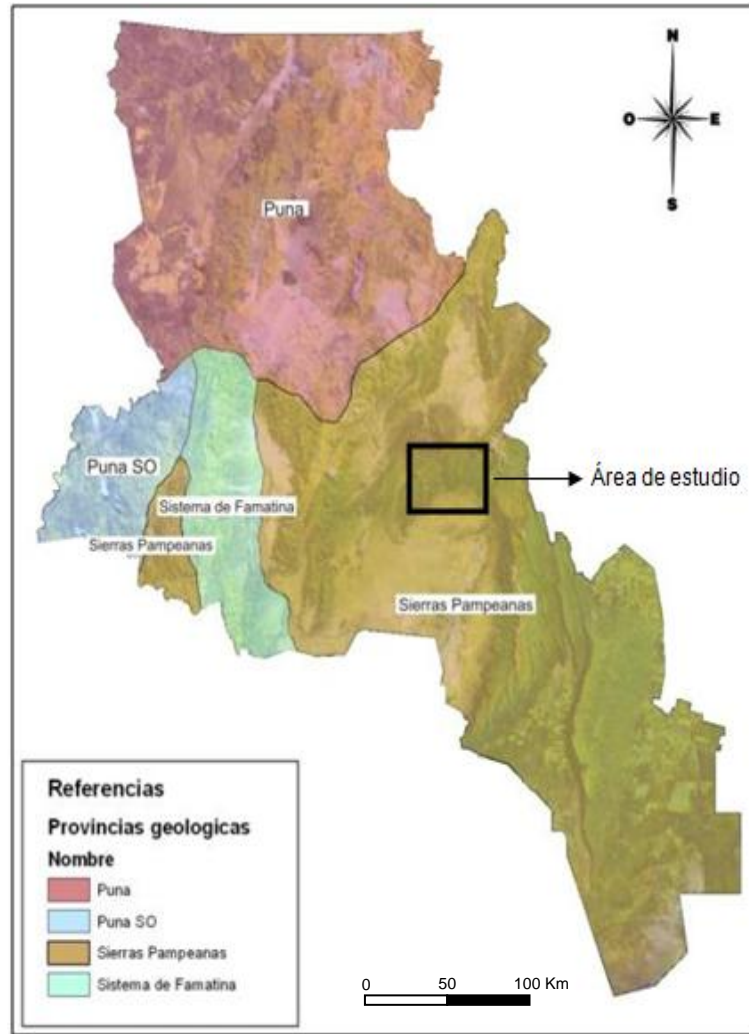 N
O E
S
Puna
Puna SO
Sistema de Famatina
Sierras Pampeanas
Área de estudio
Sierras Pampeanas
Referencias
Provincias geologicas
Nombre
Puna
Puna SO
Sierras Pampeanas
Sistema de Famatina
0 50 100 Km